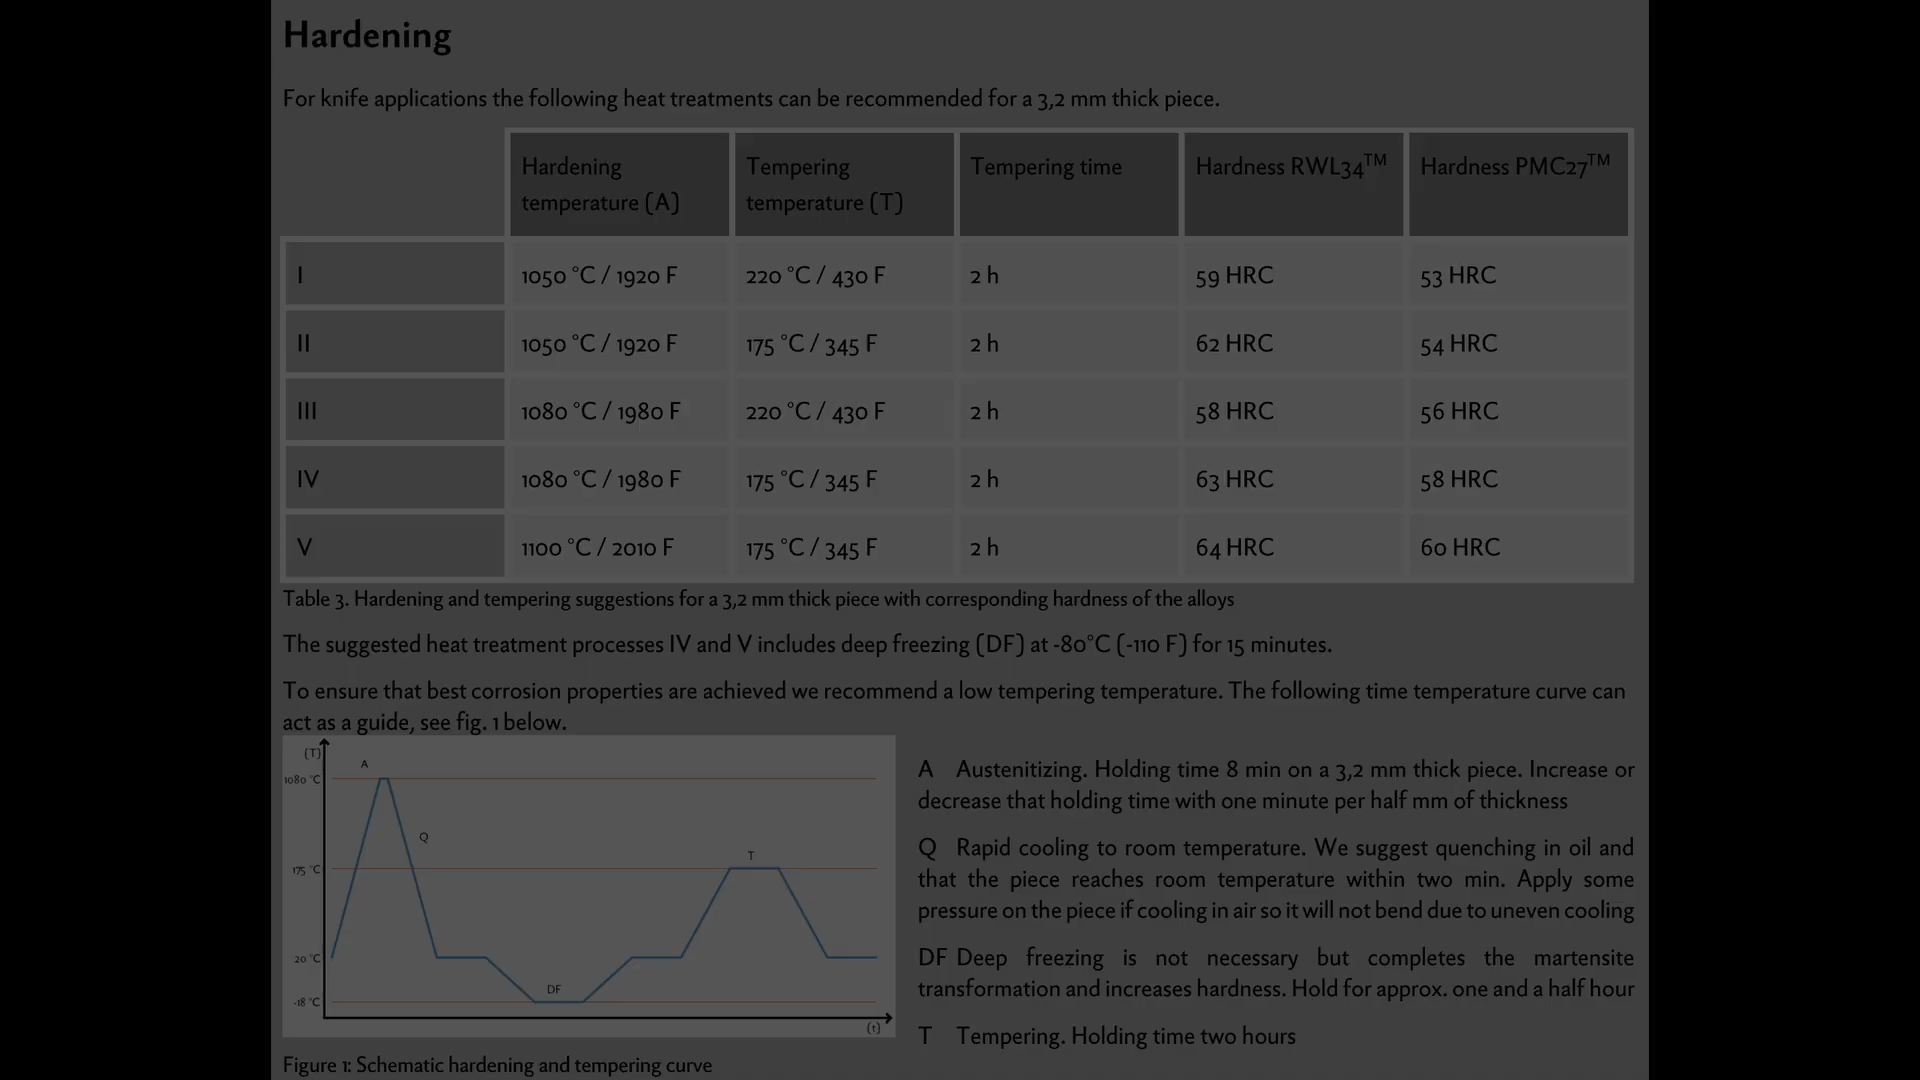 Hardening
For knife applications the following heat treatments can be recommended for a 3,2 mm thick piece.
Hardening temperature (A) Tempering temperature (T) Tempering time Hardness RWL34™ Hardness PMC27™
I 1050 °C / 1920 F 220 °C / 430 F 2 h 59 HRC 53 HRC
II 1050 °C / 1920 F 175 °C / 345 F 2 h 62 HRC 54 HRC
III 1080 °C / 1980 F 220 °C / 430 F 2 h 58 HRC 56 HRC
IV 1080 °C / 1980 F 175 °C / 345 F 2 h 63 HRC 58 HRC
V 1100 °C / 2010 F 175 °C / 345 F 2 h 64 HRC 60 HRC
Table 3. Hardening and tempering suggestions for a 3,2 mm thick piece with corresponding hardness of the alloys
The suggested heat treatment processes IV and V includes deep freezing (DF) at -80°C (-110 F) for 15 minutes.
To ensure that best corrosion properties are achieved we recommend a low tempering temperature. The following time temperature curve can
act as a guide, see fig. 1 below.
(T)
A
1080 °C
Q
T
175 °C
20 °C
DF
-18 °C
(t)
Figure 1: Schematic hardening and tempering curve
A Austenitizing. Holding time 8 min on a 3,2 mm thick piece. Increase or
decrease that holding time with one minute per half mm of thickness
Q Rapid cooling to room temperature. We suggest quenching in oil and
that the piece reaches room temperature within two min. Apply some
pressure on the piece if cooling in air so it will not bend due to uneven cooling
DF Deep freezing is not necessary but completes the martensite
transformation and increases hardness. Hold for approx. one and a half hour
T Tempering. Holding time two hours